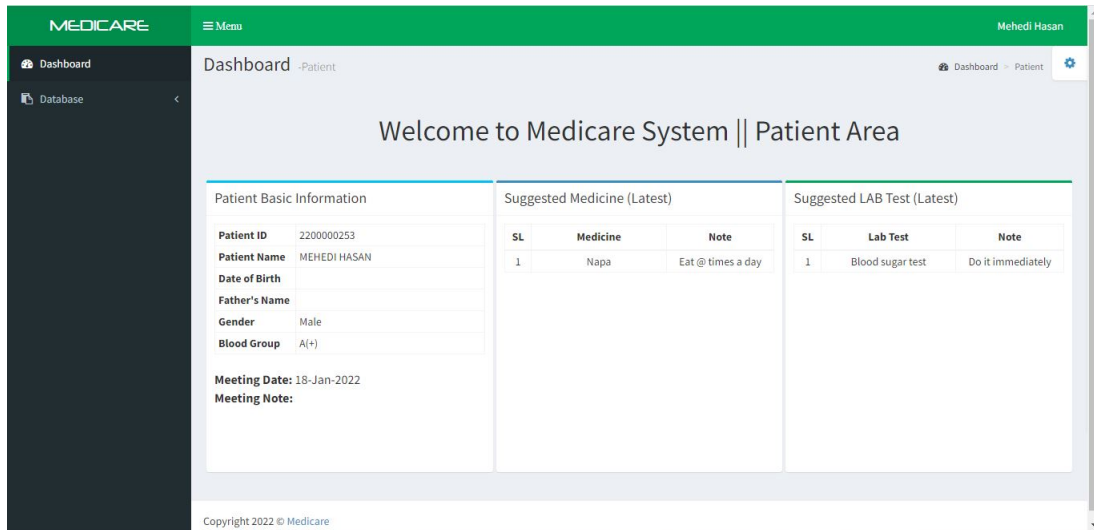 MEDICARE
Menu
Mehedi Hasan
Dashboard
Database
Dashboard -Patient
Dashboard > Patient
Welcome to Medicare System || Patient Area
Patient Basic Information
Patient ID 2200000253
Patient Name MEHEDI HASAN
Date of Birth
Father's Name
Gender Male
Blood Group A(+)
Meeting Date: 18-Jan-2022
Meeting Note:
Suggested Medicine (Latest)
SL Medicine Note
1 Napa Eat @ times a day
Suggested LAB Test (Latest)
SL Lab Test Note
1 Blood sugar test Do it immediately
Copyright 2022 © Medicare